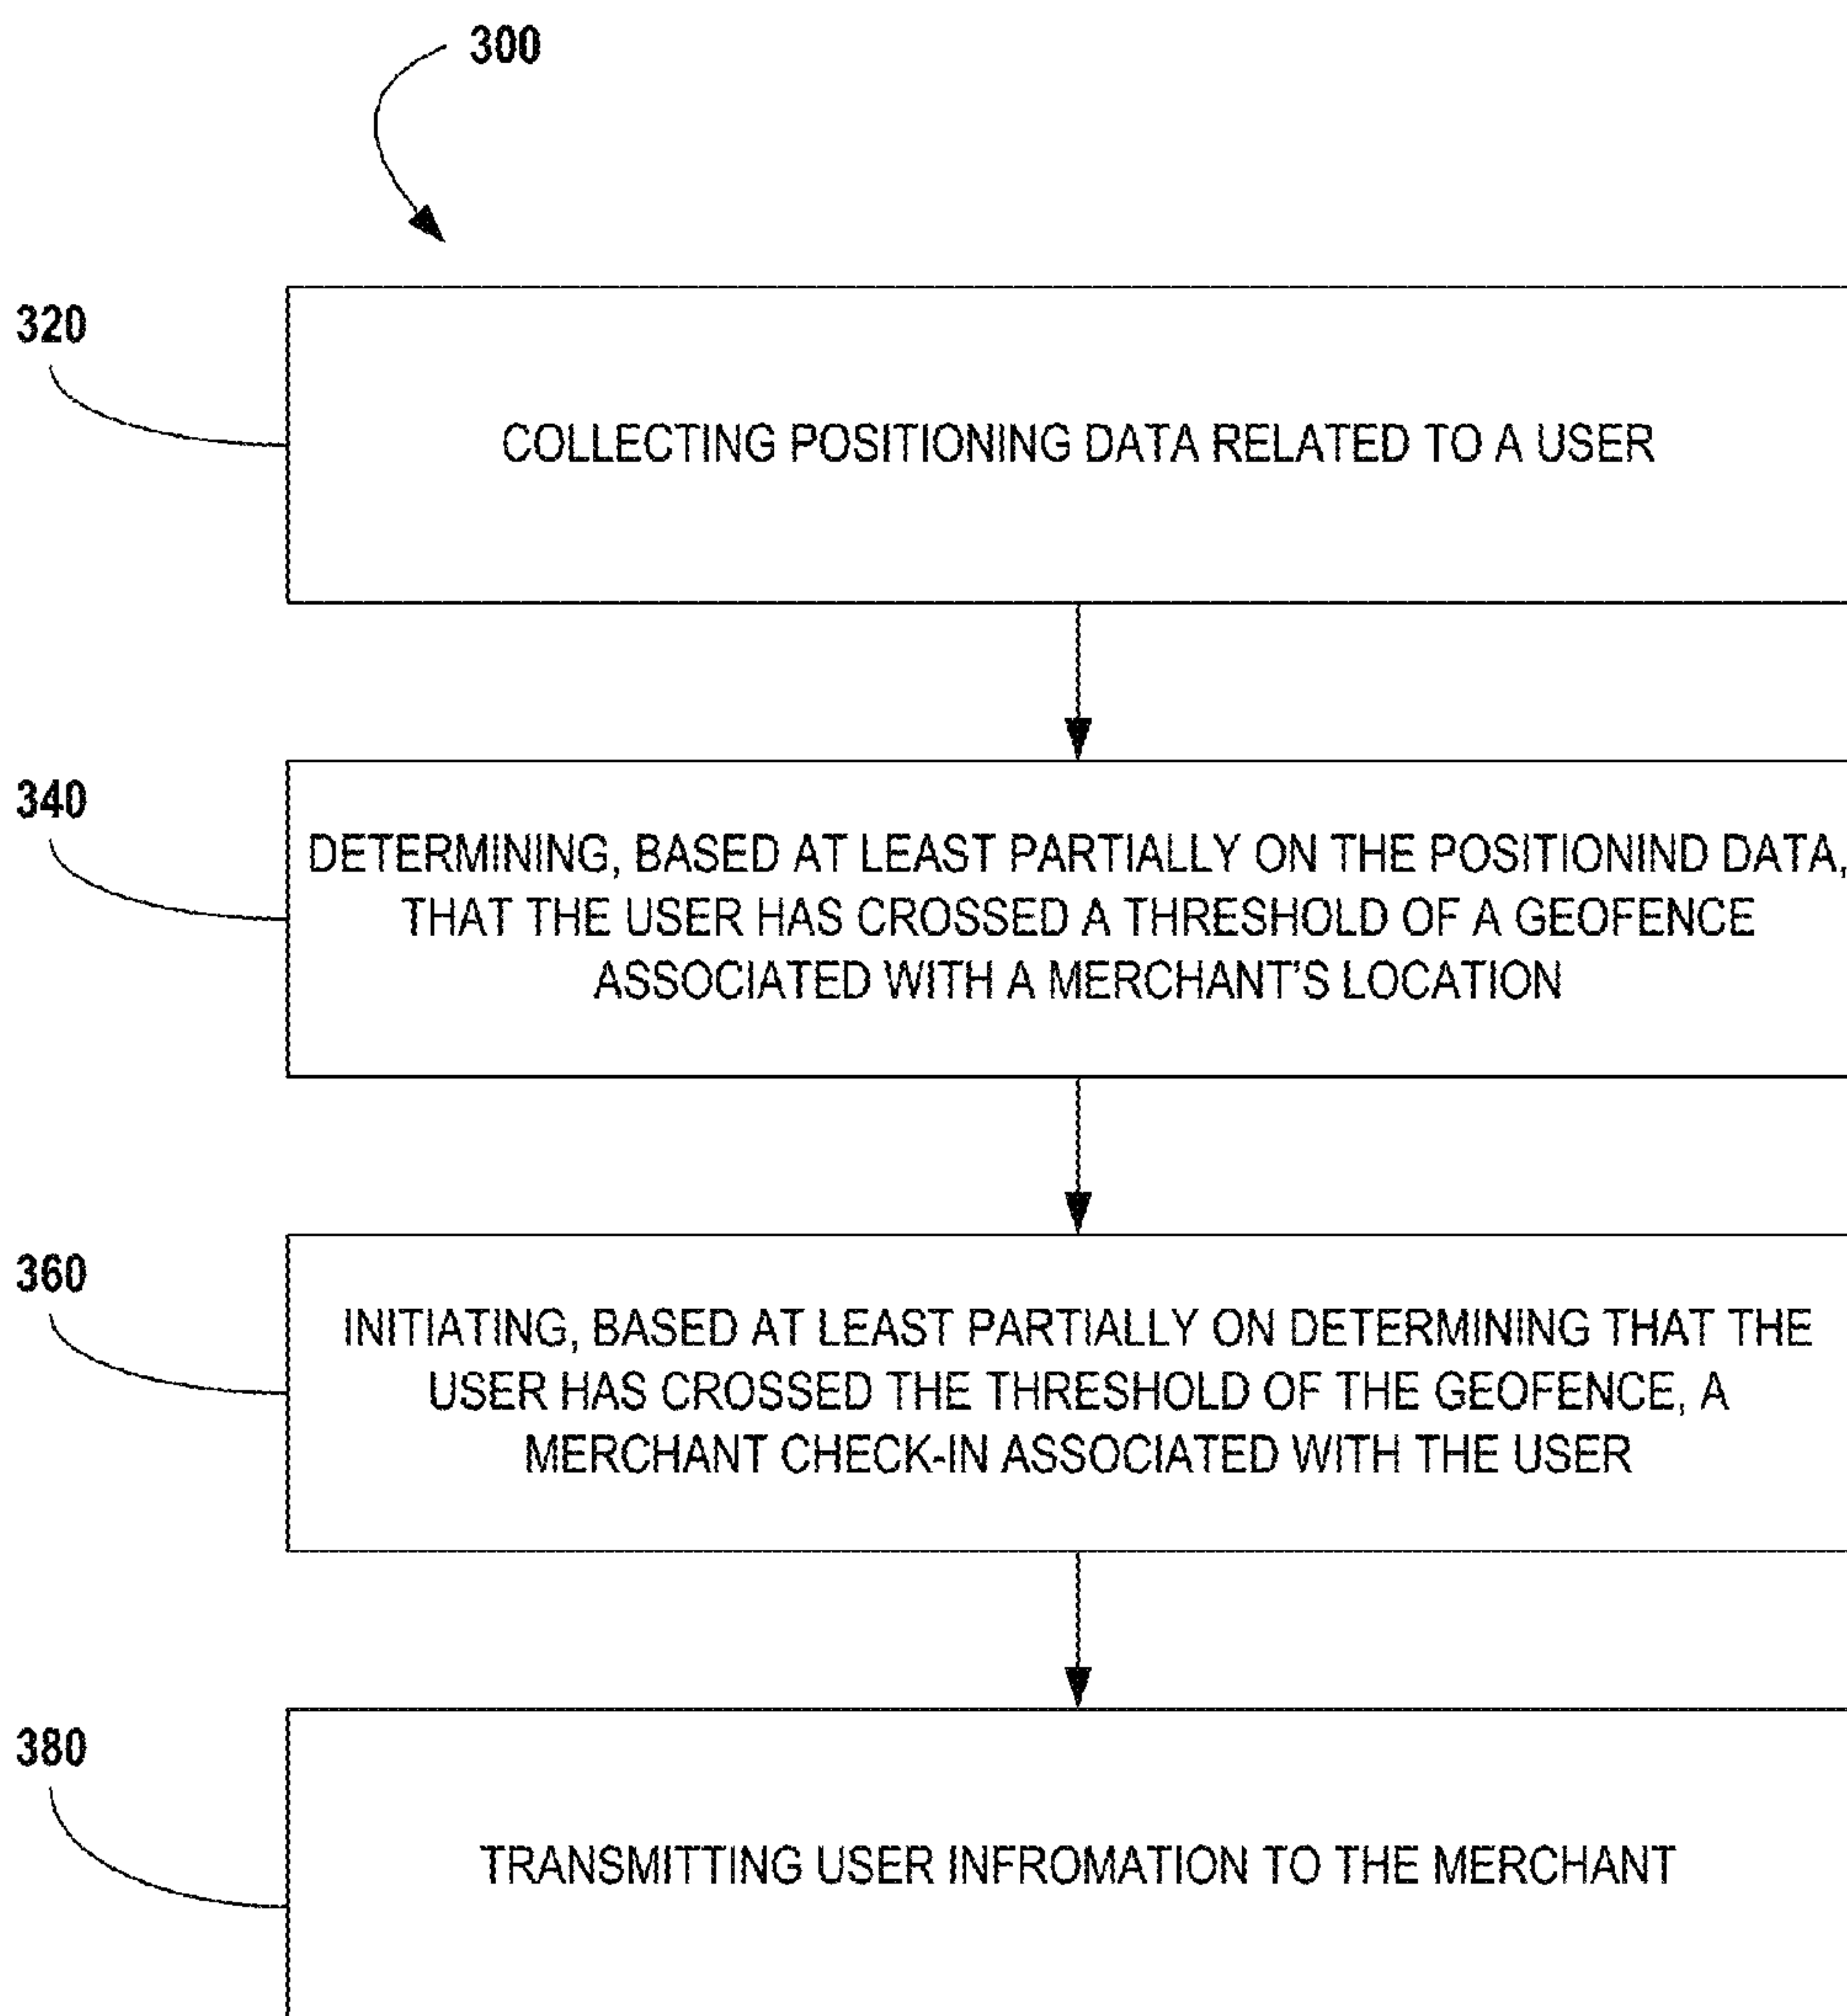 300
320
COLLECTING POSITIONING DATA RELATED TO A USER
340
DETERMINING, BASED AT LEAST PARTIALLY ON THE POSITIONIND DATA,
THAT THE USER HAS CROSSED A THRESHOLD OF A GEOFENCE
ASSOCIATED WITH A MERCHANT'S LOCATION
360
INITIATING, BASED AT LEAST PARTIALLY ON DETERMINING THAT THE
USER HAS CROSSED THE THRESHOLD OF THE GEOFENCE, A
MERCHANT CHECK-IN ASSOCIATED WITH THE USER
380
TRANSMITTING USER INFROMATION TO THE MERCHANT